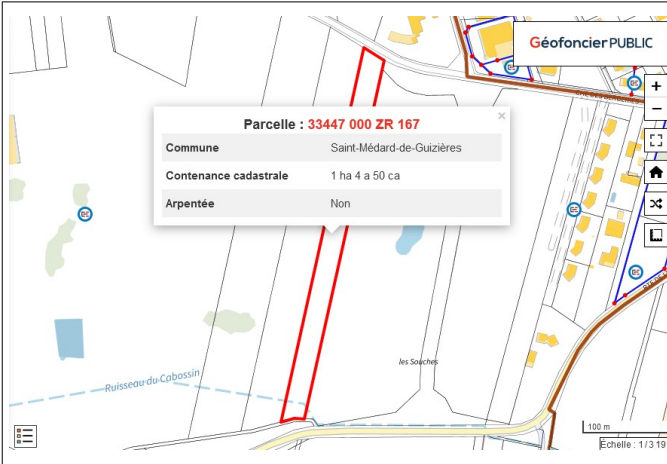 Géofoncier PUBLIC
Parcelle : 33447 000 ZR 167
×
Commune Saint-Médard-de-Guizières
Contenance cadastrale 1 ha 4 a 50 ca
Arpentée Non
+
−
les Souches
Ruisseau du Cabossin
100 m
Échelle : 1 / 3 19